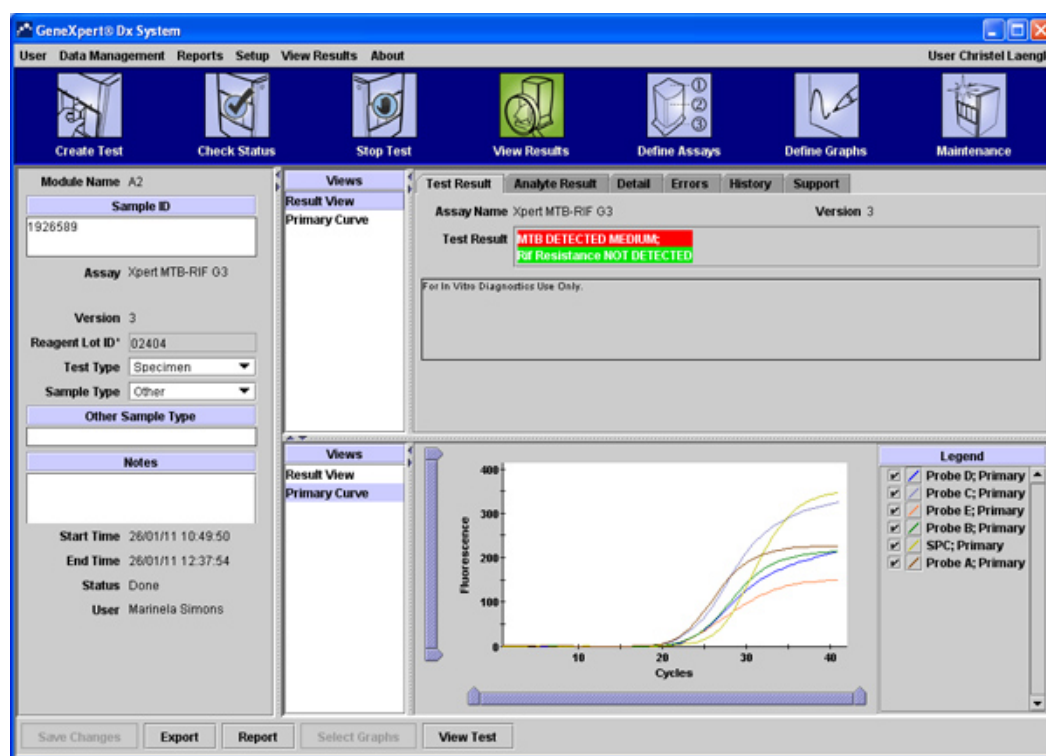 GeneXpert® Dx System
User Data Management Reports Setup View Results About
User Christel Laengl
Create Test
Check Status
Stop Test
View Results
Define Assays
Define Graphs
Maintenance
Module Name A2
Sample ID
1926589
Assay Xpert MTB-RIF G3
Version 3
Reagent Lot ID* 02404
Test Type Specimen
Sample Type Other
Other Sample Type
Notes
Start Time 26/01/11 10:49:50
End Time 26/01/11 12:37:54
Status Done
User Marinela Simons
Views
Result View
Primary Curve
Test Result Analyte Result Detail Errors History Support
Assay Name Xpert MTB-RIF G3 Version 3
Test Result MTB DETECTED MEDIUM;
Rif Resistance NOT DETECTED
For In Vitro Diagnostics Use Only.
Views
Result View
Primary Curve
400
300
200
100
0
Fluorescence
10 20 30 40
Cycles
Legend
Probe D; Primary
Probe C; Primary
Probe E; Primary
Probe B; Primary
SPC; Primary
Probe A; Primary
Save Changes Export Report Select Graphs View Test
① ② ③